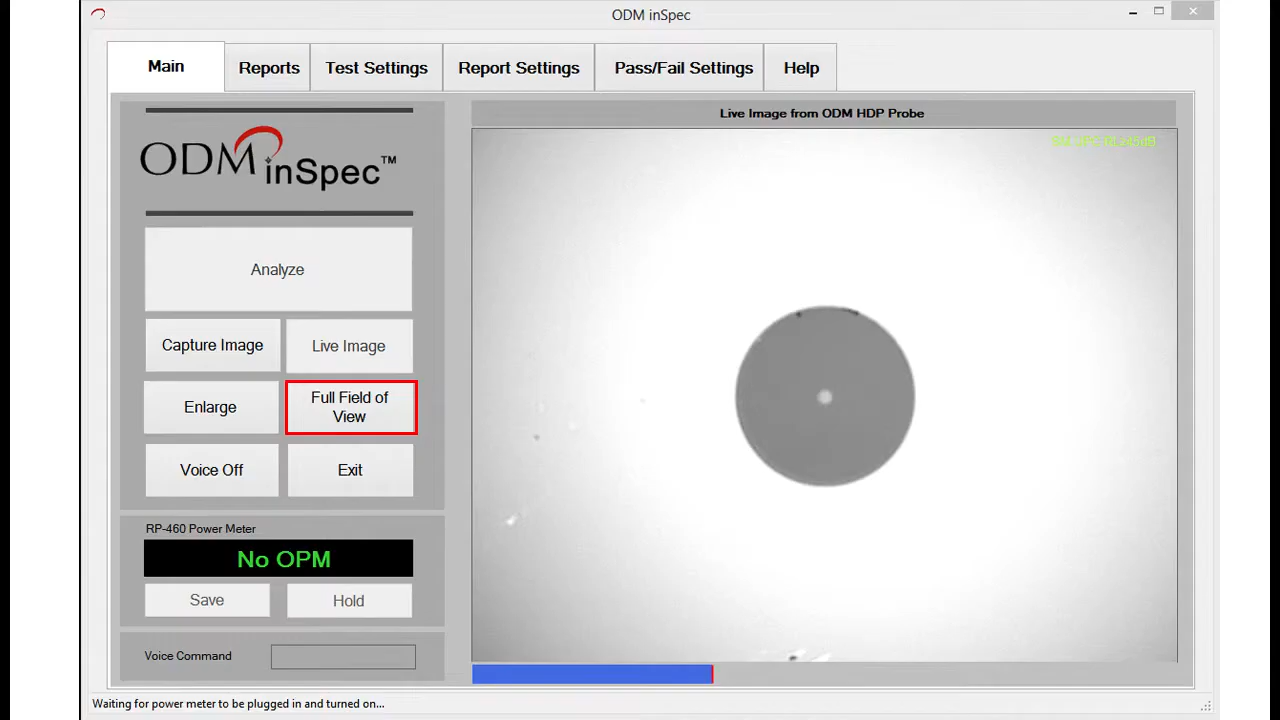 ODM inSpec
Main
Reports
Test Settings
Report Settings
Pass/Fail Settings
Help
ODM inSpec™
Analyze
Capture Image
Live Image
Enlarge
Full Field of
View
Voice Off
Exit
RP-460 Power Meter
No OPM
Save
Hold
Voice Command
Live Image from ODM HDP Probe
Waiting for power meter to be plugged in and turned on...